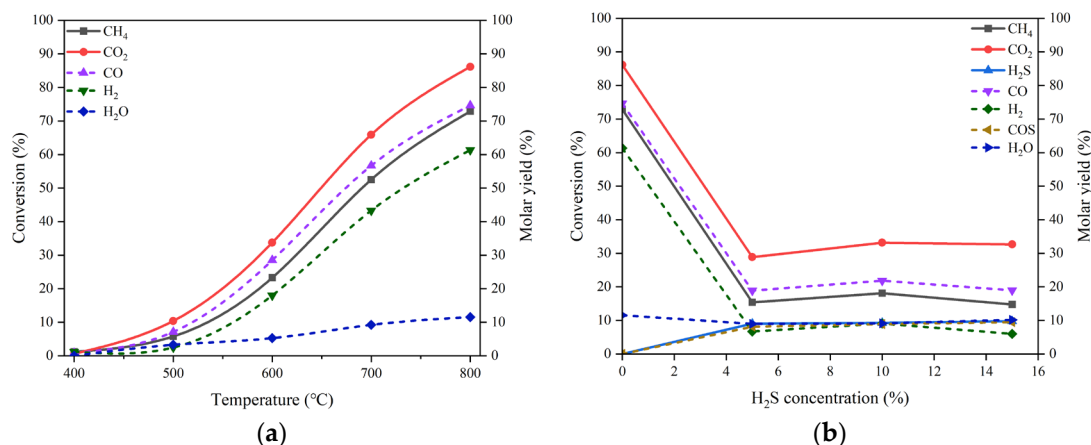 100
90
80
70
60
50
40
30
20
10
0
Conversion (%)
CH₄
CO₂
CO
H₂
H₂O
100
90
80
70
60
50
40
30
20
10
0
Molar yield (%)
400
500
600
700
800
Temperature (℃)
(a)
100
90
80
70
60
50
40
30
20
10
0
Conversion (%)
CH₄
CO₂
H₂S
CO
H₂
COS
H₂O
100
90
80
70
60
50
40
30
20
10
0
Molar yield (%)
0
2
4
6
8
10
12
14
16
H₂S concentration (%)
(b)